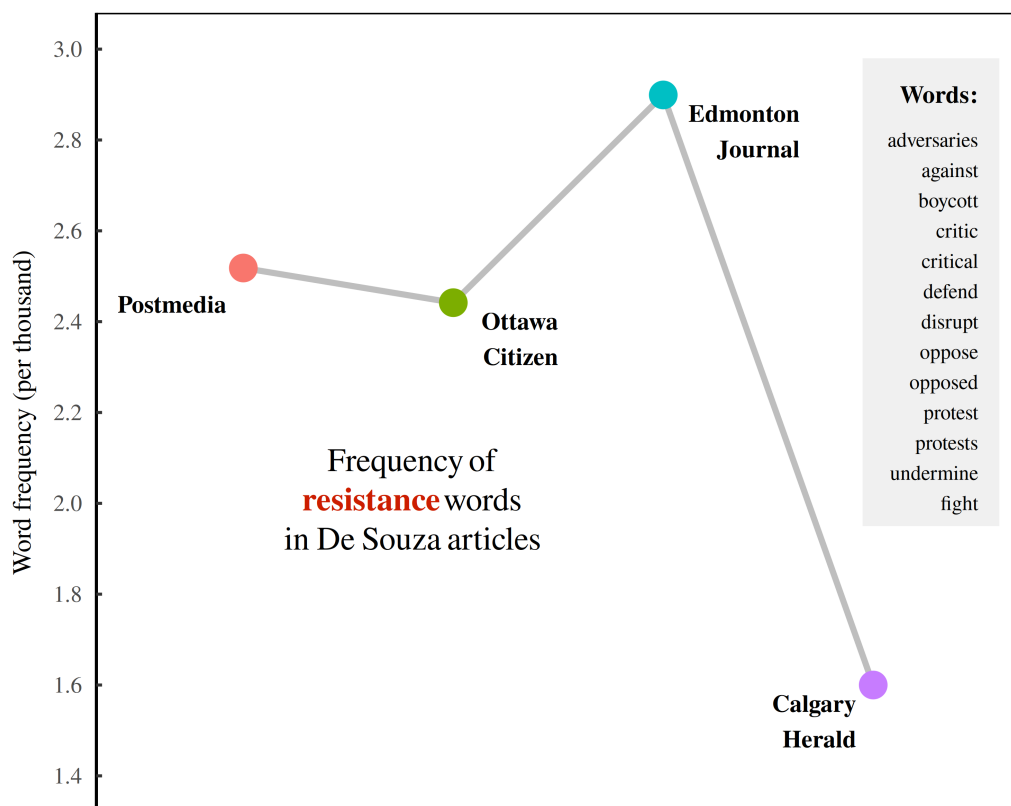 3.0
2.8
2.6
2.4
2.2
2.0
1.8
1.6
1.4
Word frequency (per thousand)
Postmedia
Ottawa
Citizen
Edmonton
Journal
Calgary
Herald
Frequency of
resistance words
in De Souza articles
Words:
adversaries
against
boycott
critic
critical
defend
disrupt
oppose
opposed
protest
protests
undermine
fight